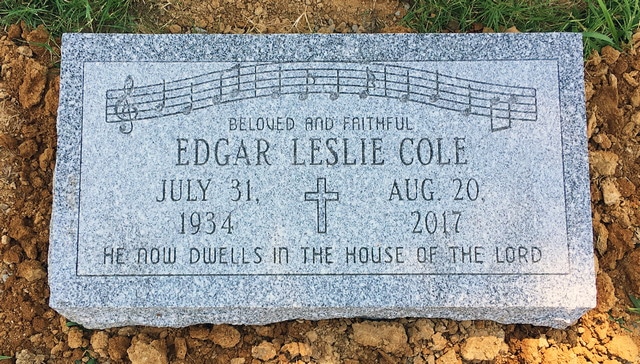 BELOVED AND FAITHFUL
EDGAR LESLIE COLE
JULY 31, AUG. 20,
1934 2017
HE NOW DWELLS IN THE HOUSE OF THE LORD